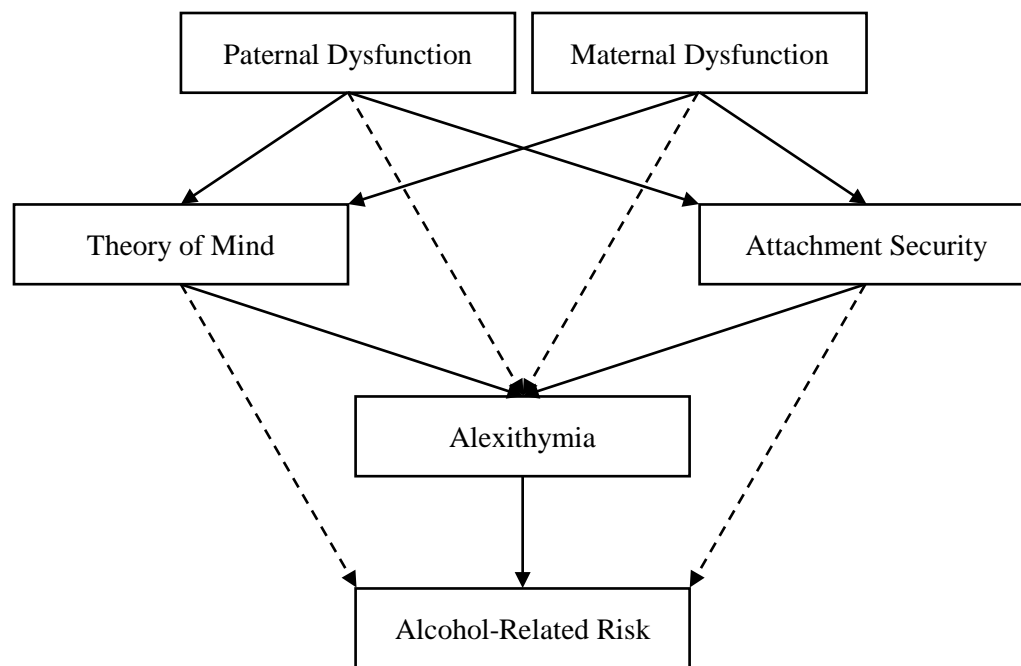 Paternal Dysfunction
Maternal Dysfunction
Theory of Mind
Attachment Security
Alexithymia
Alcohol-Related Risk